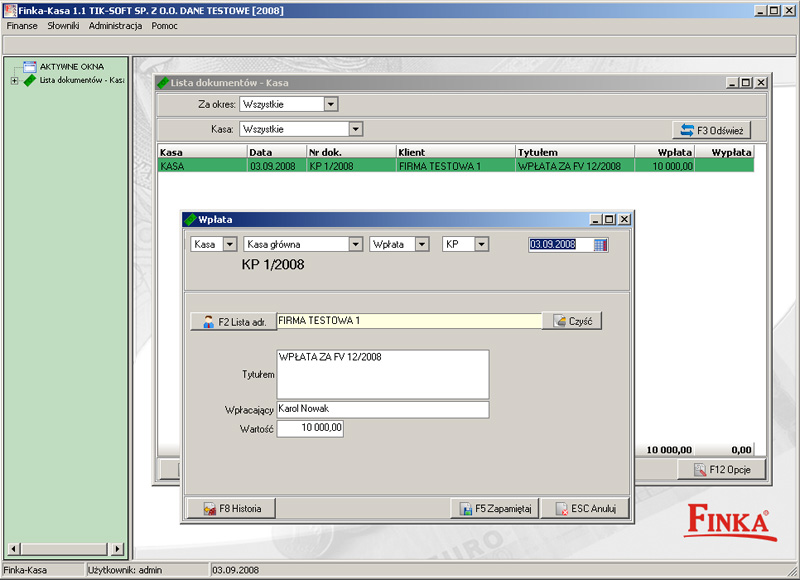 Finka-Kasa 1.1 TIK-SOFT SP. Z O.O. DANE TESTOWE [2008]
Finanse Słowniki Administracja Pomoc
AKTYWNE OKNA
Lista dokumentów - Kasa
Lista dokumentów - Kasa
Za okres: Wszystkie
Kasa: Wszystkie
F3 Odśwież
Kasa Data Nr dok. Klient Tytułem Wpłata Wypłata
KASA 03.09.2008 KP 1/2008 FIRMA TESTOWA 1 WPŁATA ZA FV 12/2008 10 000,00
Wpłata
Kasa Kasa główna Wpłata KP 03.09.2008
KP 1/2008
F2 Lista adr. FIRMA TESTOWA 1 Czyść
Tytułem WPŁATA ZA FV 12/2008
Wpłacający Karol Nowak
Wartość 10 000,00
10 000,00 0,00
F12 Opcje
F8 Historia F5 Zapamiętaj ESC Anuluj
FINKA®
EURO
Finka-Kasa Użytkownik: admin 03.09.2008